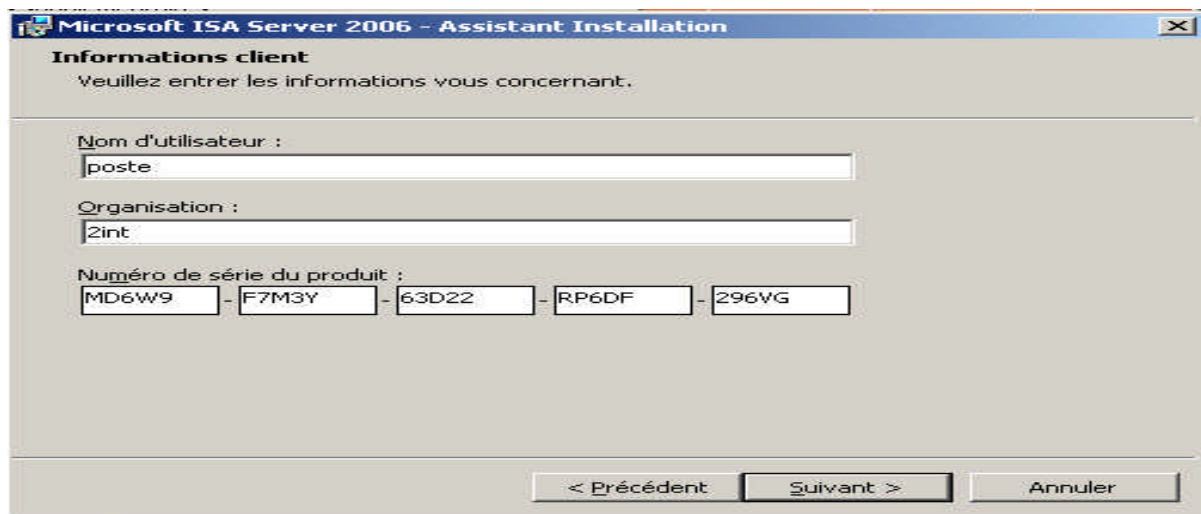 Microsoft ISA Server 2006 - Assistant Installation
Informations client
Veuillez entrer les informations vous concernant.
Nom d'utilisateur :
poste
Organisation :
2int
Numéro de série du produit :
MD6W9 - F7M3Y - 63D22 - RP6DF - 296VG
< Précédent Suivant > Annuler